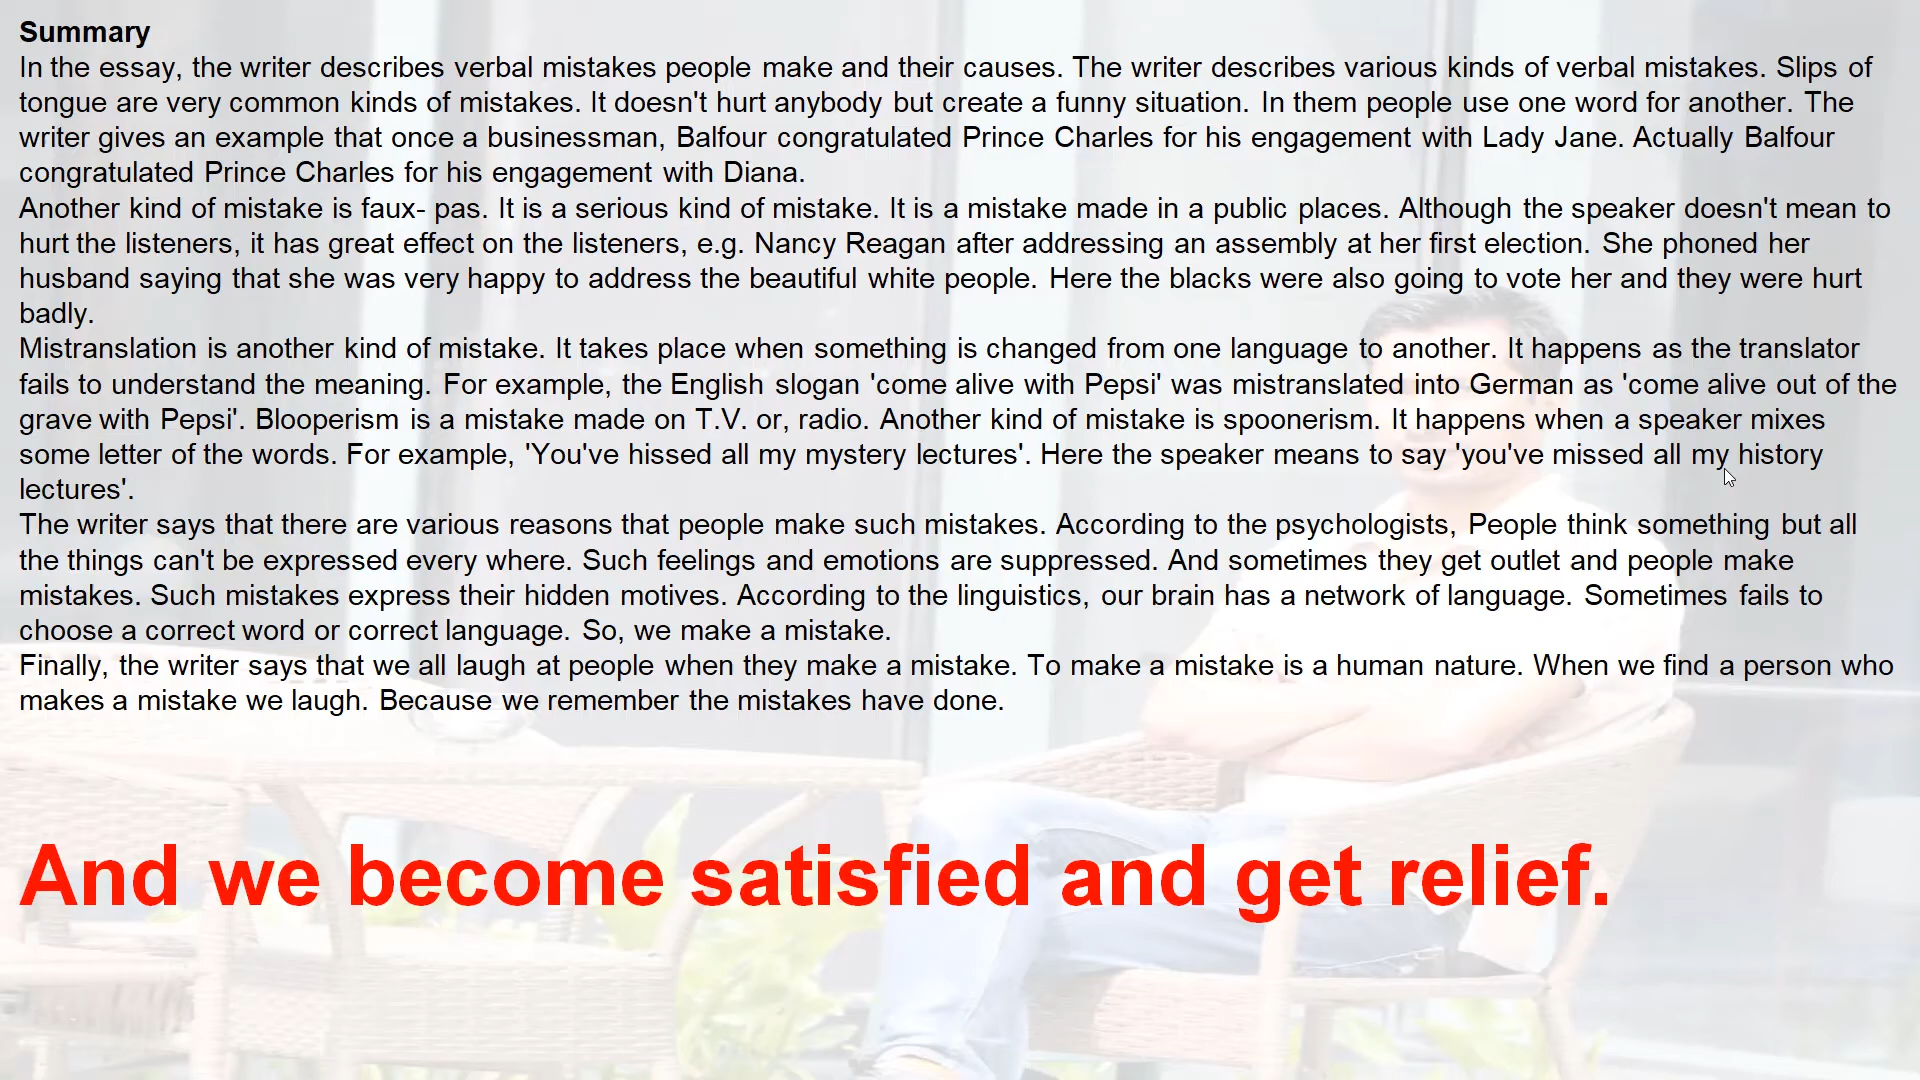 Summary
In the essay, the writer describes verbal mistakes people make and their causes. The writer describes various kinds of verbal mistakes. Slips of
tongue are very common kinds of mistakes. It doesn't hurt anybody but create a funny situation. In them people use one word for another. The
writer gives an example that once a businessman, Balfour congratulated Prince Charles for his engagement with Lady Jane. Actually Balfour
congratulated Prince Charles for his engagement with Diana.
Another kind of mistake is faux- pas. It is a serious kind of mistake. It is a mistake made in a public places. Although the speaker doesn't mean to
hurt the listeners, it has great effect on the listeners, e.g. Nancy Reagan after addressing an assembly at her first election. She phoned her
husband saying that she was very happy to address the beautiful white people. Here the blacks were also going to vote her and they were hurt
badly.
Mistranslation is another kind of mistake. It takes place when something is changed from one language to another. It happens as the translator
fails to understand the meaning. For example, the English slogan 'come alive with Pepsi' was mistranslated into German as 'come alive out of the
grave with Pepsi'. Blooperism is a mistake made on T.V. or, radio. Another kind of mistake is spoonerism. It happens when a speaker mixes
some letter of the words. For example, 'You've hissed all my mystery lectures'. Here the speaker means to say 'you've missed all my history
lectures'.
The writer says that there are various reasons that people make such mistakes. According to the psychologists, People think something but all
the things can't be expressed every where. Such feelings and emotions are suppressed. And sometimes they get outlet and people make
mistakes. Such mistakes express their hidden motives. According to the linguistics, our brain has a network of language. Sometimes fails to
choose a correct word or correct language. So, we make a mistake.
Finally, the writer says that we all laugh at people when they make a mistake. To make a mistake is a human nature. When we find a person who
makes a mistake we laugh. Because we remember the mistakes have done.
And we become satisfied and get relief.